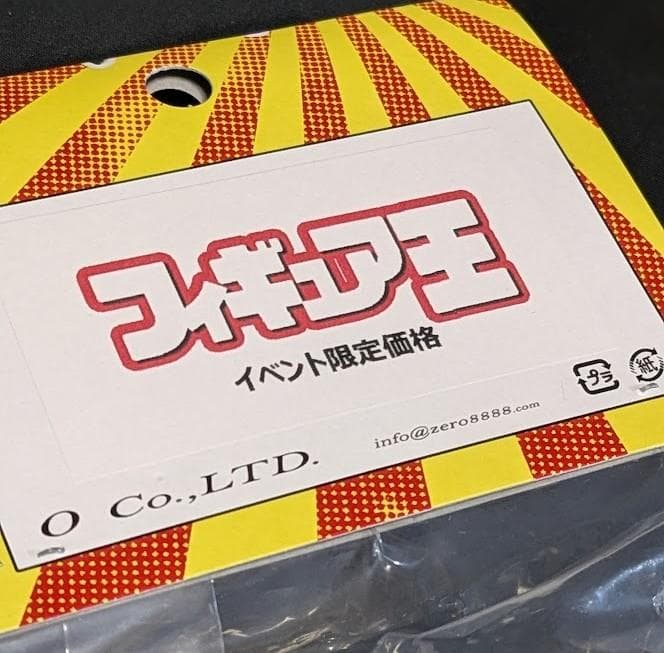 フィギュア王
イベント限定価格
プラ
紙
info@zero8888.com
O Co.,LTD.